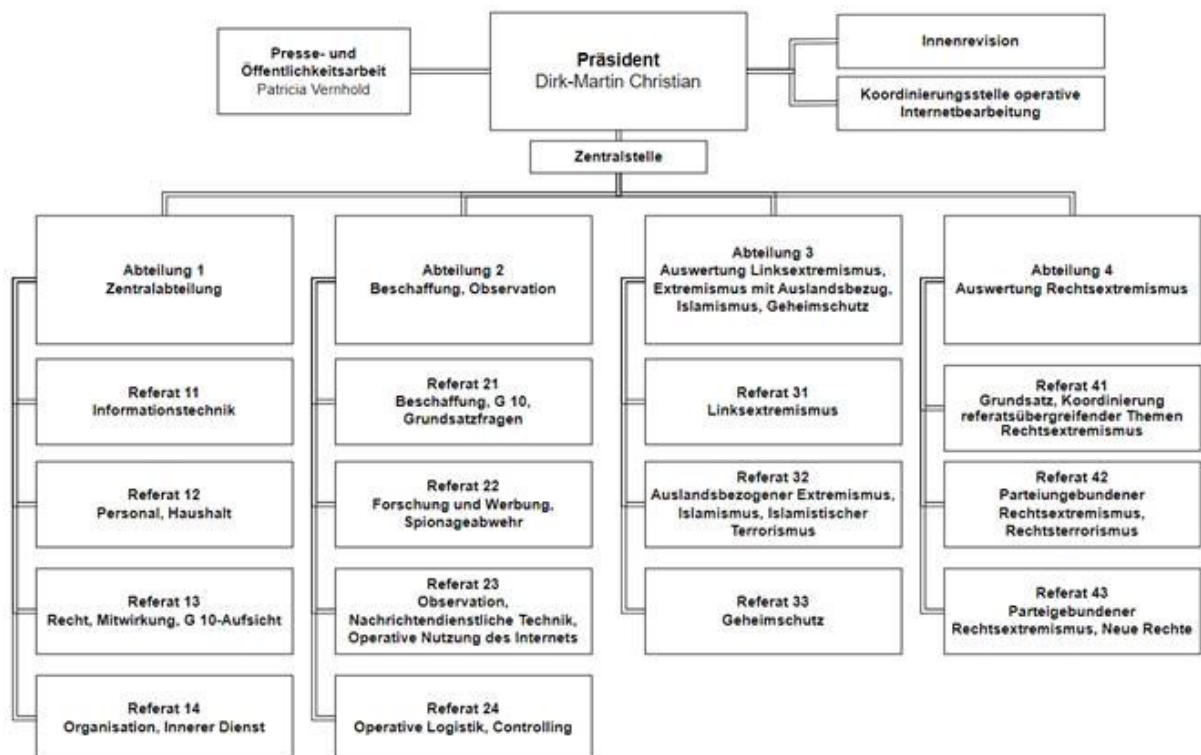 Presse- und
Öffentlichkeitsarbeit
Patricia Vernhold
Präsident
Dirk-Martin Christian
Innenrevision
Koordinierungsstelle operative
Internetbearbeitung
Zentralstelle
Abteilung 1
Zentralabteilung
Referat 11
Informationstechnik
Referat 12
Personal, Haushalt
Referat 13
Recht, Mitwirkung, G 10-Aufsicht
Referat 14
Organisation, Innerer Dienst
Abteilung 2
Beschaffung, Observation
Referat 21
Beschaffung, G 10,
Grundsatzfragen
Referat 22
Forschung und Werbung,
Spionageabwehr
Referat 23
Observation,
Nachrichtendienstliche Technik,
Operative Nutzung des Internets
Referat 24
Operative Logistik, Controlling
Abteilung 3
Auswertung Linksextremismus,
Extremismus mit Auslandsbezug,
Islamismus, Geheimschutz
Referat 31
Linksextremismus
Referat 32
Auslandsbezogener Extremismus,
Islamismus, Islamistischer
Terrorismus
Referat 33
Geheimschutz
Abteilung 4
Auswertung Rechtsextremismus
Referat 41
Grundsatz, Koordinierung
referatsübergreifender Themen
Rechtsextremismus
Referat 42
Parteiungebundener
Rechtsextremismus,
Rechtsterrorismus
Referat 43
Parteigebundener
Rechtsextremismus, Neue Rechte